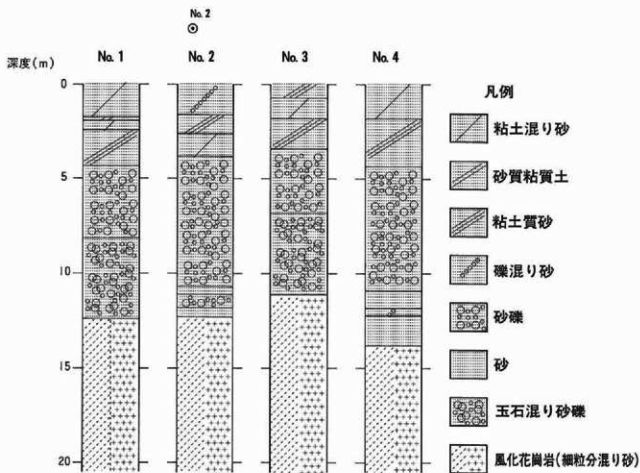 No. 2
No. 1
No. 2
No. 3
No. 4
深度(m)
0
5
10
15
20
凡例
粘土混り砂
砂質粘質土
粘土質砂
礫混り砂
砂礫
砂
玉石混り砂礫
風化花崗岩(細粒分混り砂)